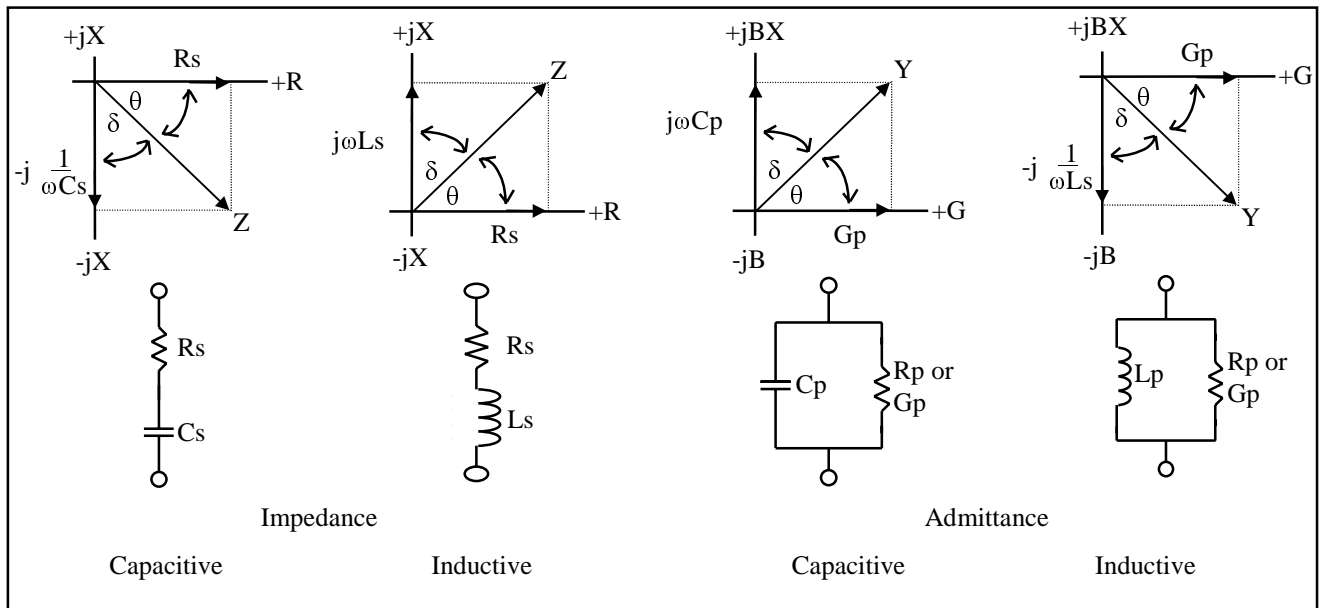 +jX
Rs
+R
θ
δ
-j 1/ωCs
Z
-jX
+jX
Z
jωLs
δ
θ
+R
Rs
-jX
+jBX
Y
jωCp
δ
θ
+G
Gp
-jB
+jBX
Gp
+G
θ
δ
-j 1/ωLs
Y
-jB
Rs
Cs
Rs
Ls
Cp
Rp or
Gp
Lp
Rp or
Gp
Impedance
Admittance
Capacitive
Inductive
Capacitive
Inductive